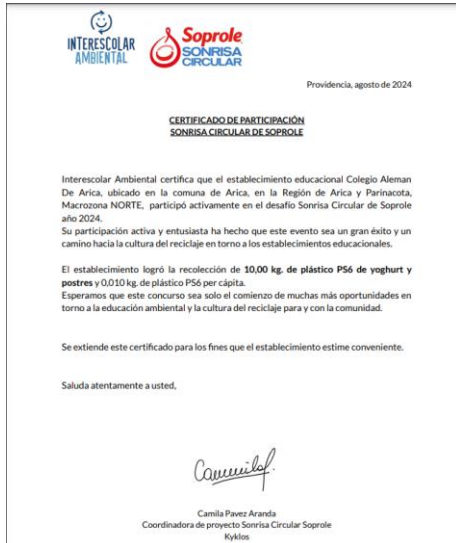 INTERESCOLAR
AMBIENTAL
Soprole
SONRISA
CIRCULAR
Providencia, agosto de 2024
CERTIFICADO DE PARTICIPACIÓN
SONRISA CIRCULAR DE SOPROLE
Interescolar Ambiental certifica que el establecimiento educacional Colegio Aleman
De Arica, ubicado en la comuna de Arica, en la Región de Arica y Parinacota,
Macrozona NORTE, participó activamente en el desafío Sonrisa Circular de Soprole
año 2024.
Su participación activa y entusiasta ha hecho que este evento sea un gran éxito y un
camino hacia la cultura del reciclaje en torno a los establecimientos educacionales.
El establecimiento logró la recolección de 10,00 kg. de plástico PS6 de yoghurt y
postres y 0,010 kg. de plástico PS6 per cápita.
Esperamos que este concurso sea solo el comienzo de muchas más oportunidades en
torno a la educación ambiental y la cultura del reciclaje para y con la comunidad.
Se extiende este certificado para los fines que el establecimiento estime conveniente.
Saluda atentamente a usted,
Camila Pavez Aranda
Coordinadora de proyecto Sonrisa Circular Soprole
Kyklos